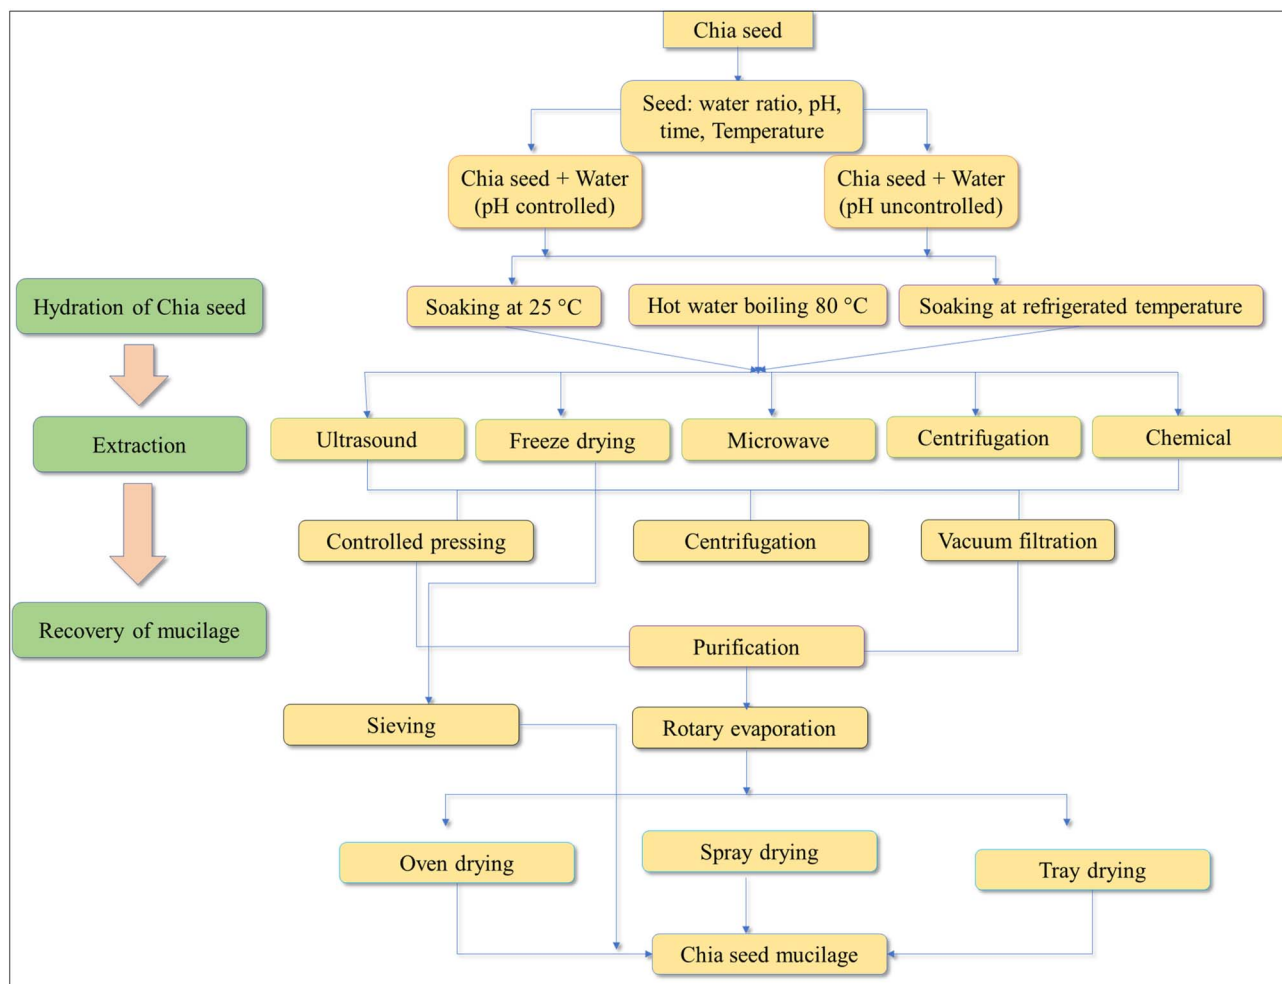 Chia seed
Seed: water ratio, pH,
time, Temperature
Chia seed + Water
(pH controlled)
Chia seed + Water
(pH uncontrolled)
Hydration of Chia seed
Soaking at 25 °C
Hot water boiling 80 °C
Soaking at refrigerated temperature
Extraction
Ultrasound
Freeze drying
Microwave
Centrifugation
Chemical
Controlled pressing
Centrifugation
Vacuum filtration
Recovery of mucilage
Purification
Sieving
Rotary evaporation
Oven drying
Spray drying
Tray drying
Chia seed mucilage